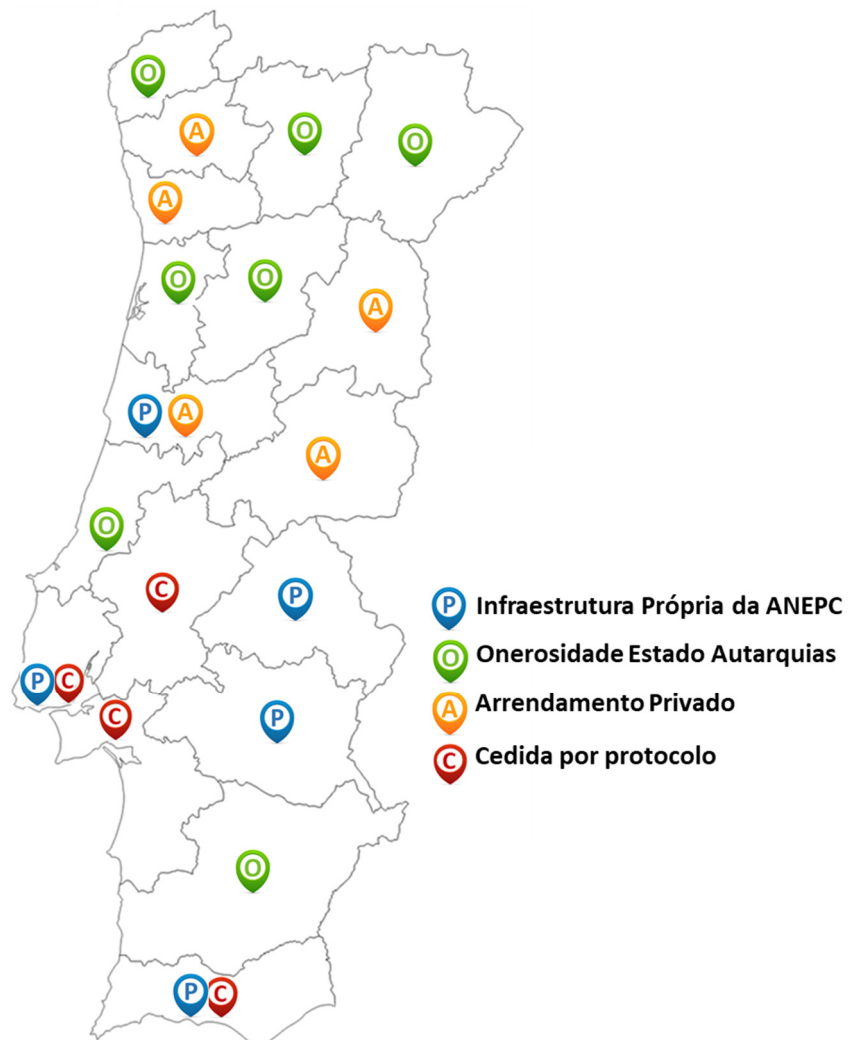 O
A
O
O
A
O
O
A
P A
A
O
C
P
P C
C
P
O
P C
P Infraestrutura Própria da ANEPC
O Onerosidade Estado Autarquias
A Arrendamento Privado
C Cedida por protocolo